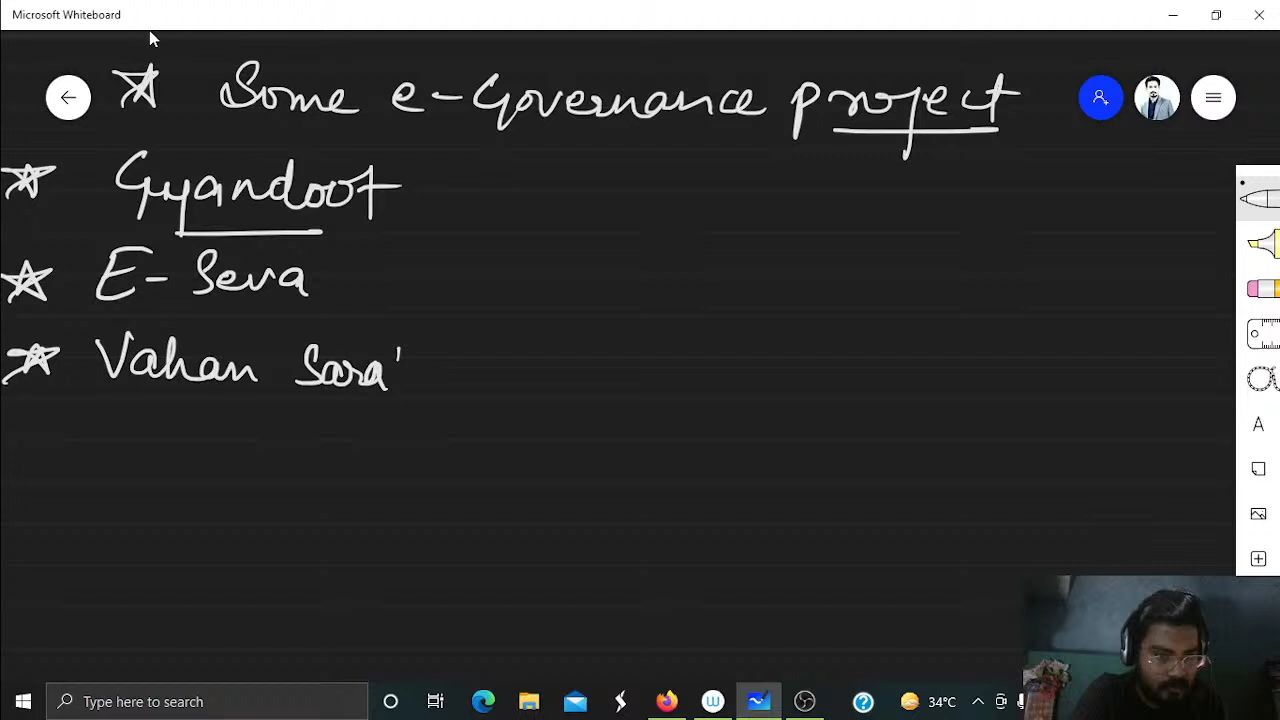 Microsoft Whiteboard
Some e-Governance project
Gyandoot
E-Seva
Vahan Sara
A
Type here to search
34°C